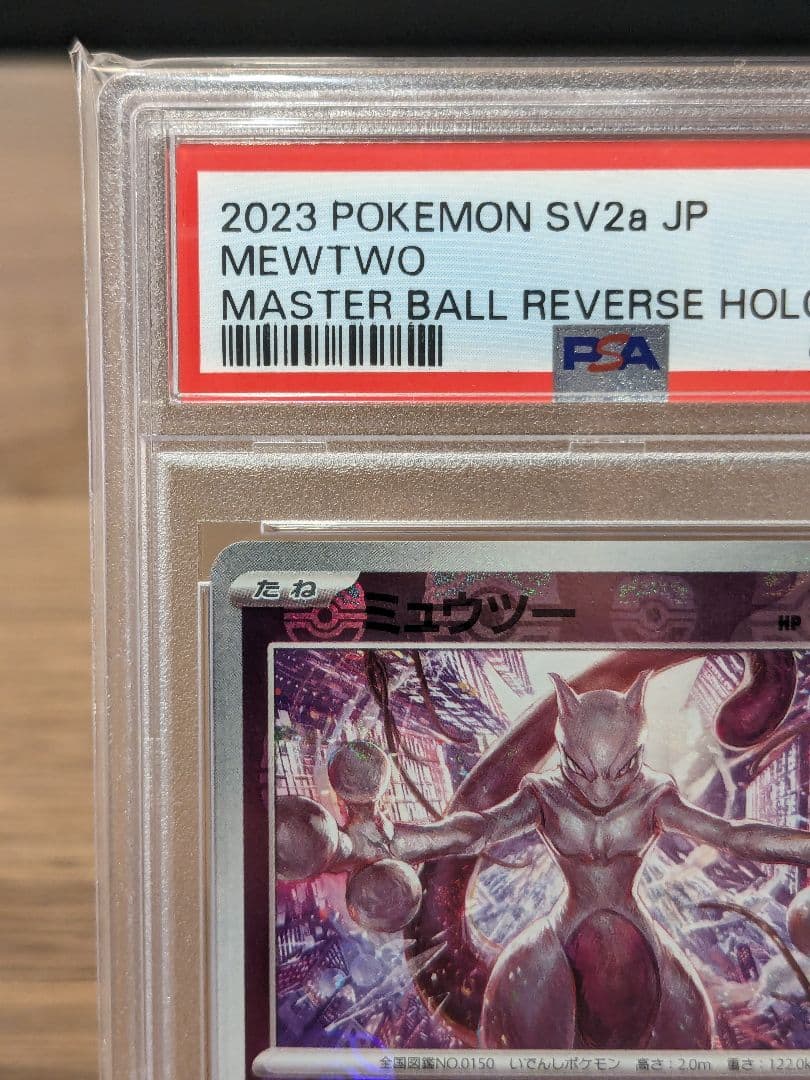 2023 POKEMON SV2a JP
MEWTWO
MASTER BALL REVERSE HOLO
PSA
たね
ミュウツー
HP
全国図鑑NO.0150 いでんしポケモン 高さ:2.0m 重さ:122.0k